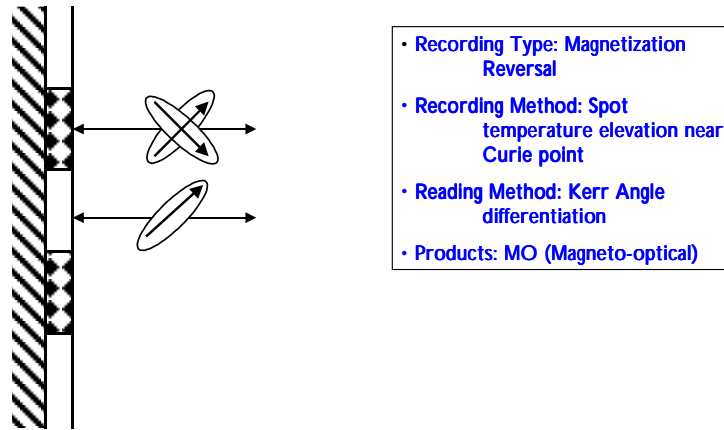 • Recording Type: Magnetization
Reversal
• Recording Method: Spot
temperature elevation near
Curie point
• Reading Method: Kerr Angle
differentiation
• Products: MO (Magneto-optical)